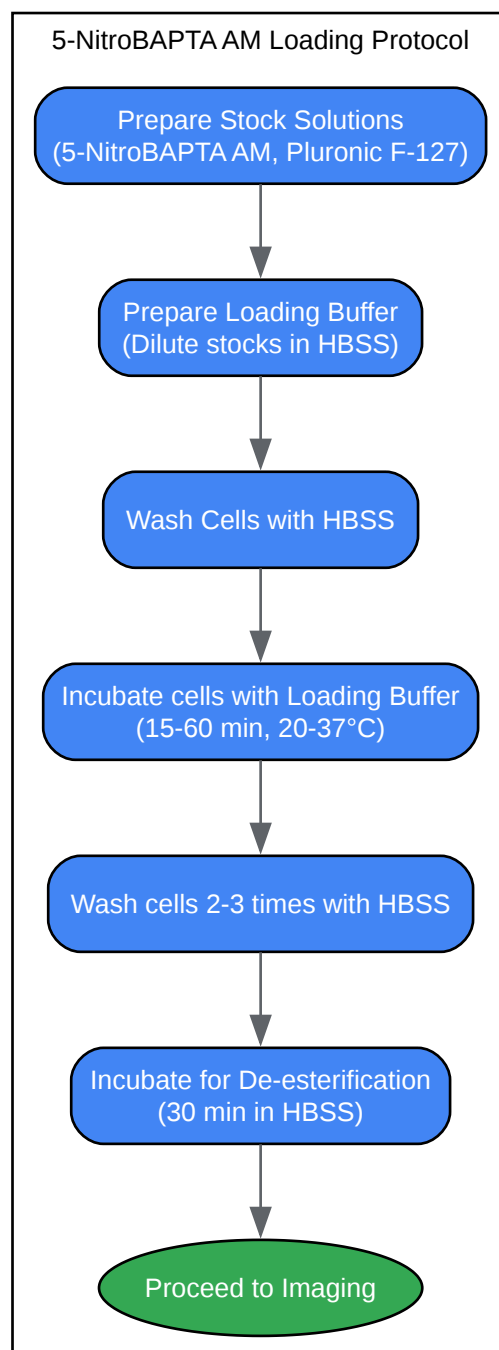 5-NitroBAPTA AM Loading Protocol
Prepare Stock Solutions
(5-NitroBAPTA AM, Pluronic F-127)
Prepare Loading Buffer
(Dilute stocks in HBSS)
Wash Cells with HBSS
Incubate cells with Loading Buffer
(15-60 min, 20-37°C)
Wash cells 2-3 times with HBSS
Incubate for De-esterification
(30 min in HBSS)
Proceed to Imaging